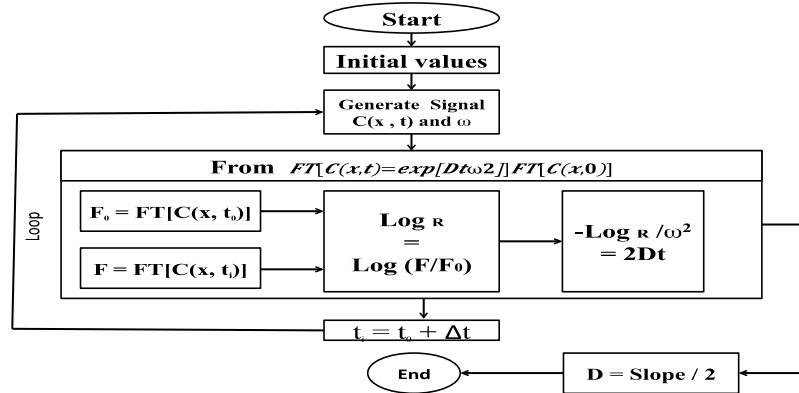 Start
Initial values
Generate Signal
C(x , t) and ω
From FT[C(x,t)=exp[Dtω2]]FT[C(x,0)]
F₀ = FT[C(x, t₀)]
F = FT[C(x, tᵢ)]
Log R
=
Log (F/F₀)
-Log R /ω²
= 2Dt
Loop
tᵢ = t₀ + Δt
End
D = Slope / 2